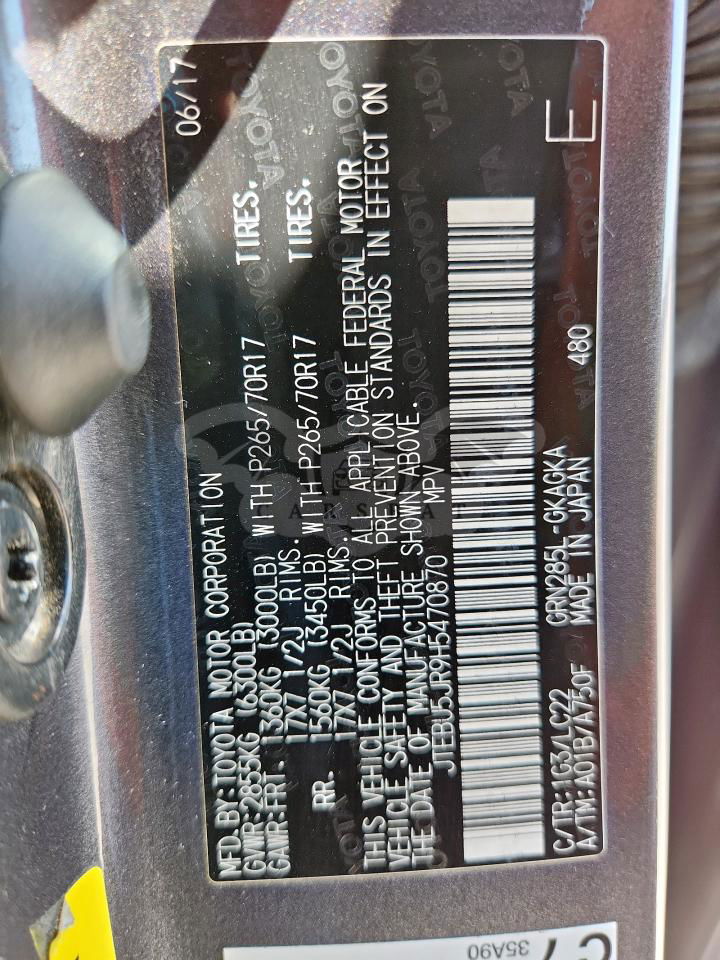 MFD.BY:TOYOTA MOTOR CORPORATION 06/17
GVWR:2855KG (6300LB)
GAWR:FRT. 1360KG (3000LB) WITH P265/70R17 TIRES.
17X7 1/2J RIMS.
RR. 1560KG (3450LB) WITH P265/70R17 TIRES.
17X7 1/2J RIMS.
THIS VEHICLE CONFORMS TO ALL APPLICABLE FEDERAL MOTOR
VEHICLE SAFETY AND THEFT PREVENTION STANDARDS IN EFFECT ON
THE DATE OF MANUFACTURE SHOWN ABOVE.
JTEBU5JR9H5470870 MPV
C/TR:1G3/LC22 GRN285L-GKAGKA
A/TM:A01B/A750F MADE IN JAPAN 480 E
35A90